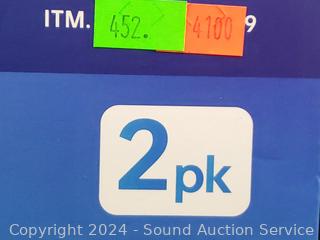 ITM. 452. 4100 9
2pk
Copyright 2024 - Sound Auction Service